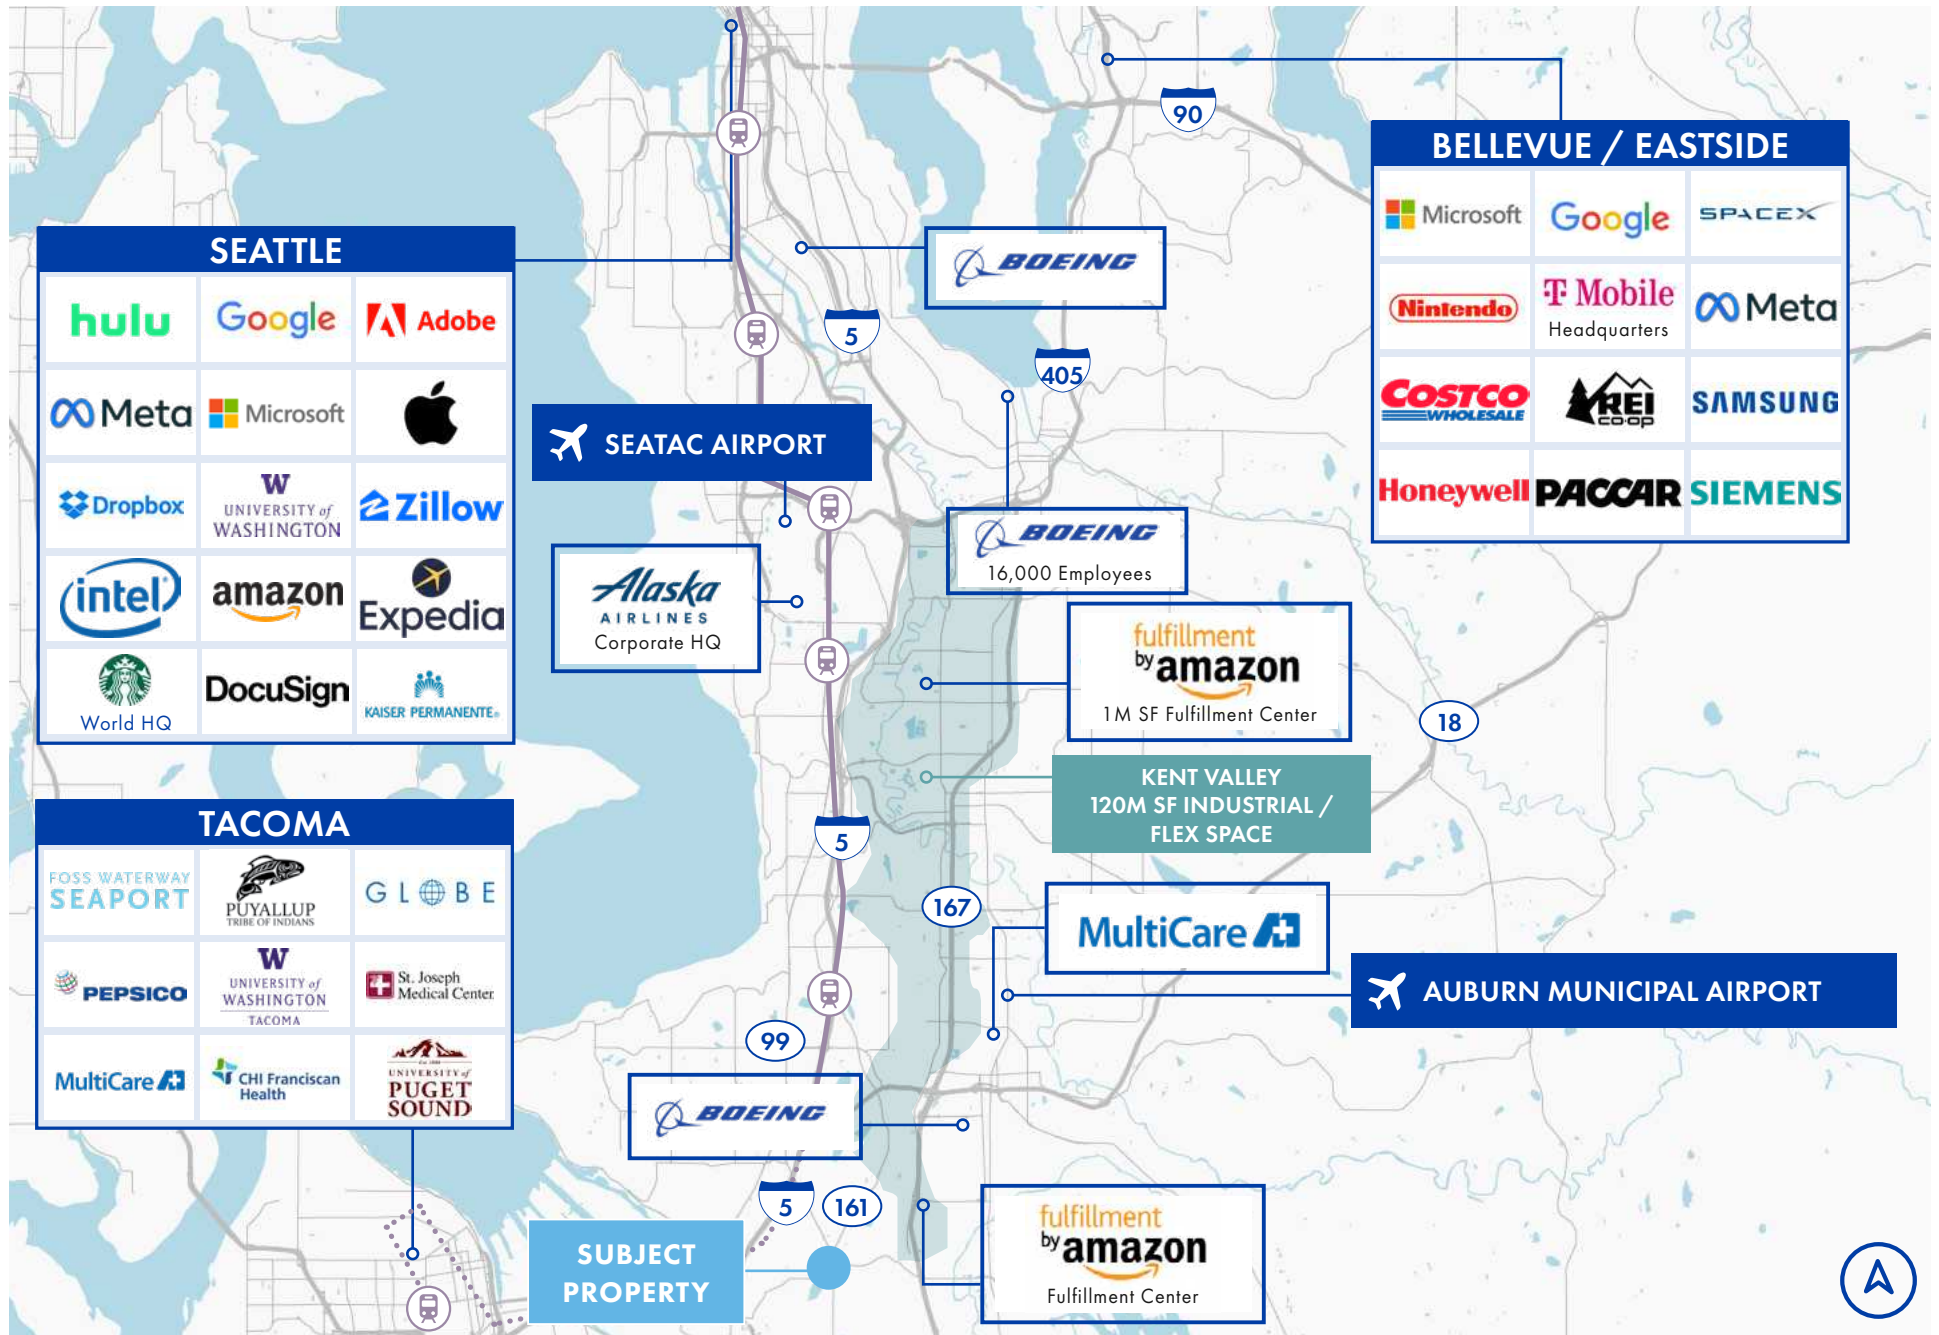 90
BELLEVUE / EASTSIDE
Microsoft
Google
SPACEX
Nintendo
T Mobile
Headquarters
Meta
COSTCO
WHOLESALE
REI
CO·OP
SAMSUNG
Honeywell
PACCAR
SIEMENS
SEATTLE
hulu
Google
Adobe
Meta
Microsoft
Dropbox
W
UNIVERSITY of
WASHINGTON
Zillow
intel
amazon
Expedia
World HQ
DocuSign
KAISER PERMANENTE®
BOEING
5
405
SEATAC AIRPORT
BOEING
16,000 Employees
Alaska
AIRLINES
Corporate HQ
fulfillment
by amazon
1M SF Fulfillment Center
18
KENT VALLEY
120M SF INDUSTRIAL /
FLEX SPACE
5
TACOMA
FOSS WATERWAY
SEAPORT
PUYALLUP
TRIBE OF INDIANS
GLOBE
PEPSICO
W
UNIVERSITY of
WASHINGTON
TACOMA
St. Joseph
Medical Center
MultiCare
CHI Franciscan
Health
Est. 1888
UNIVERSITY of
PUGET
SOUND
167
MultiCare
AUBURN MUNICIPAL AIRPORT
99
BOEING
5
161
SUBJECT
PROPERTY
fulfillment
by amazon
Fulfillment Center